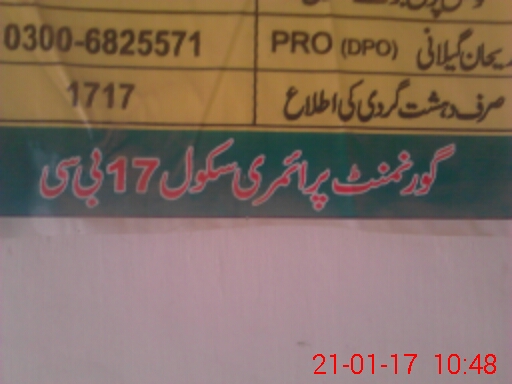 ریحان گیلانی PRO (DPO) 0300-6825571
صرف دہشت گردی کی اطلاع 1717
گورنمنٹ پرائمری سکول 17 بی سی
21-01-17 10:48